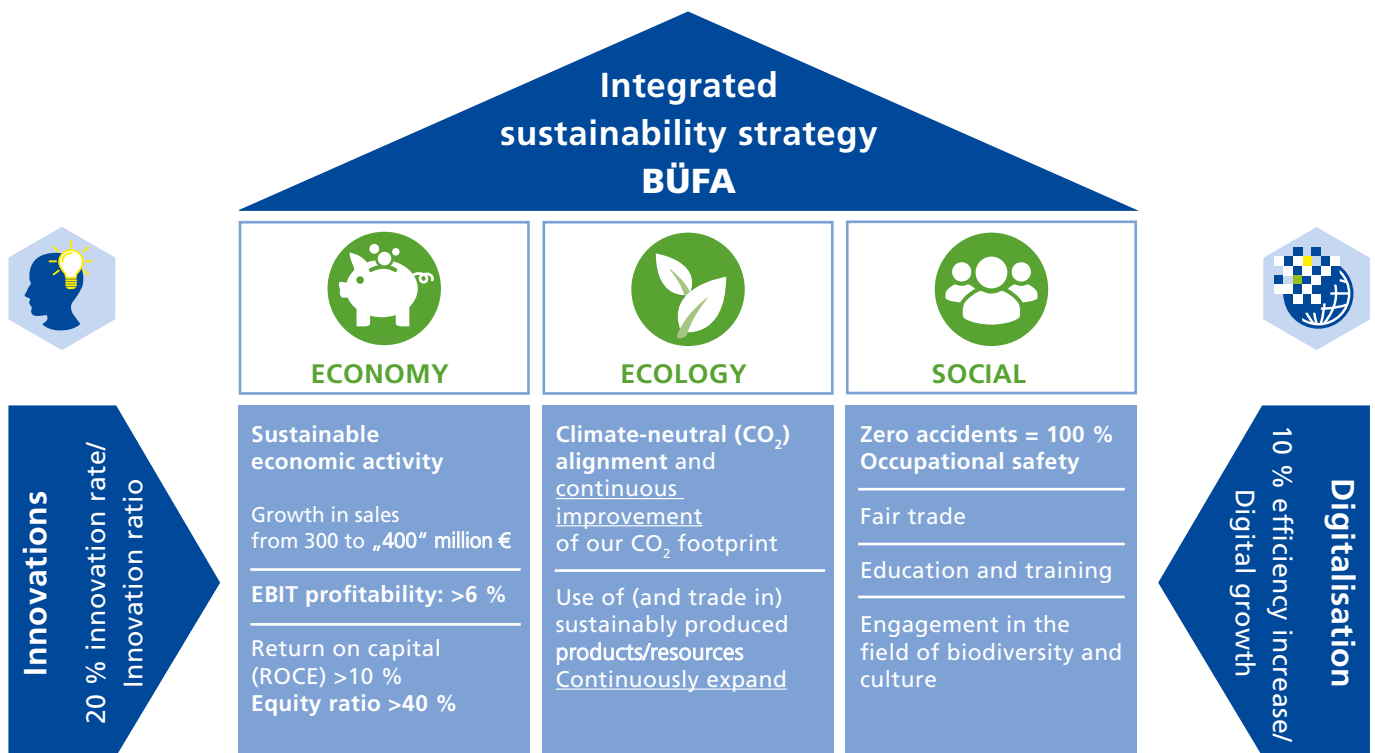 Integrated
sustainability strategy
BÜFA
ECONOMY
ECOLOGY
SOCIAL
Innovations
20 % innovation rate/
Innovation ratio
Sustainable
economic activity
Growth in sales
from 300 to „400“ million €
EBIT profitability: >6 %
Return on capital
(ROCE) >10 %
Equity ratio >40 %
Climate-neutral (CO₂)
alignment and
continuous
improvement
of our CO₂ footprint
Use of (and trade in)
sustainably produced
products/resources
Continuously expand
Zero accidents = 100 %
Occupational safety
Fair trade
Education and training
Engagement in the
field of biodiversity and
culture
Digitalisation
10 % efficiency increase/
Digital growth